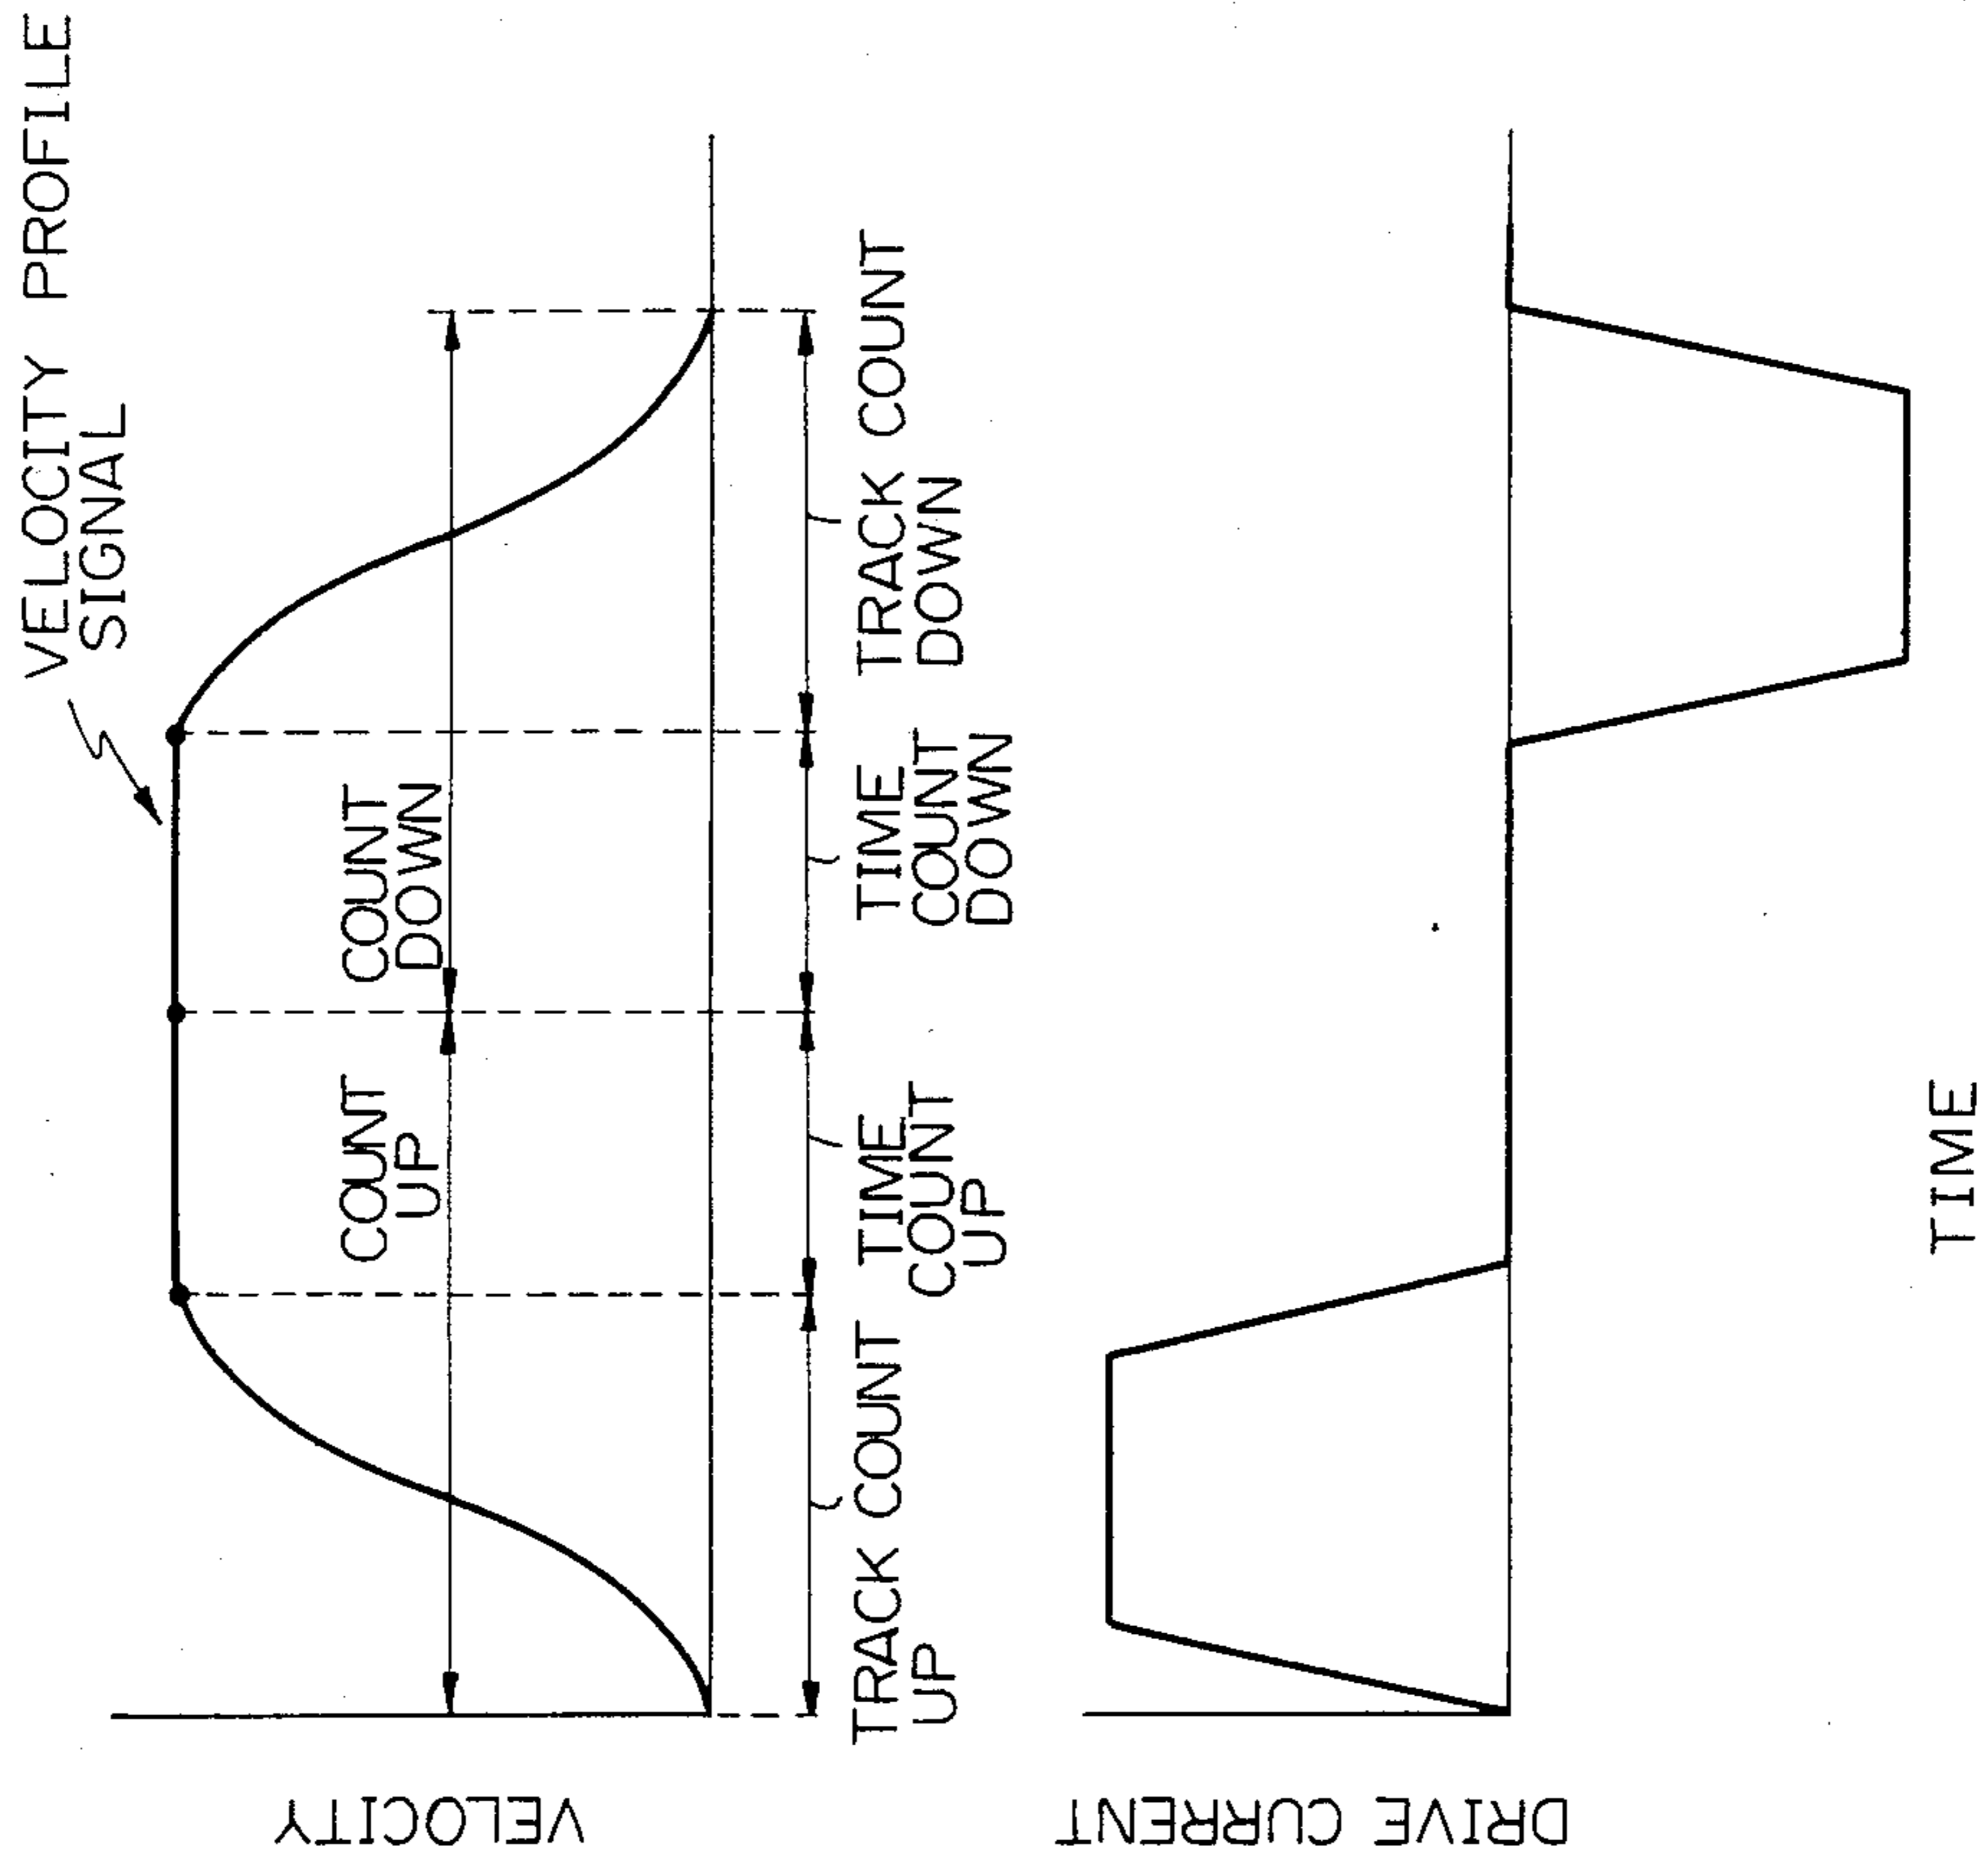 VELOCITY PROFILE
SIGNAL
VELOCITY
COUNT
UP
COUNT
DOWN
TRACK COUNT
UP
TIME
COUNT
UP
TIME
COUNT
DOWN
TRACK COUNT
DOWN
DRIVE CURRENT
TIME